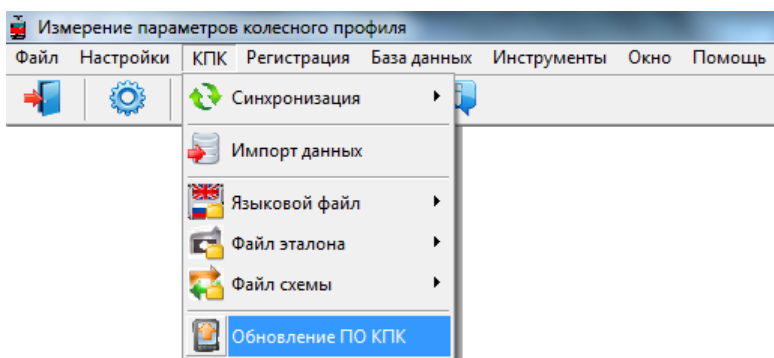 Измерение параметров колесного профиля
Файл Настройки КПК Регистрация База данных Инструменты Окно Помощь
Синхронизация
Импорт данных
Языковой файл
Файл эталона
Файл схемы
Обновление ПО КПК